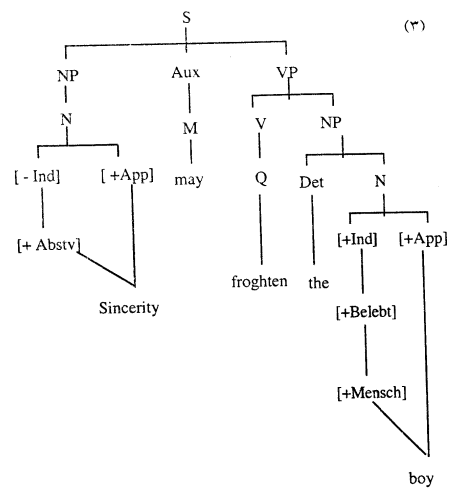 S
(٣)
NP Aux VP
N M V NP
[ - Ind] [ +App] may Q Det N
[+ Abstv] [+Ind] [+App]
froghten the
Sincerity [+Belebt]
[+Mensch]
boy